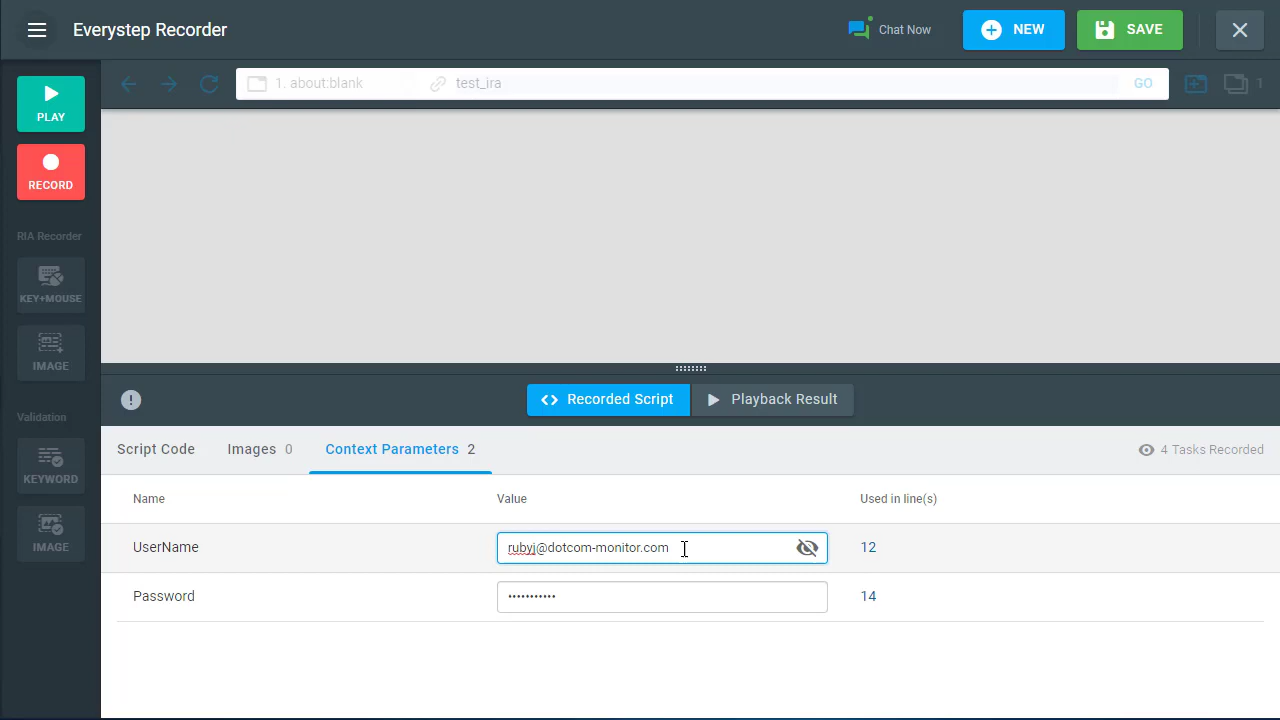 Everystep Recorder
Chat Now
NEW
SAVE
PLAY
1. about:blank
test_ira
GO
1
RECORD
RIA Recorder
KEY+MOUSE
IMAGE
Validation
KEYWORD
IMAGE
Recorded Script
Playback Result
Script Code
Images 0
Context Parameters 2
4 Tasks Recorded
Name
Value
Used in line(s)
UserName
rubyj@dotcom-monitor.com
12
Password
•••••••••••
14